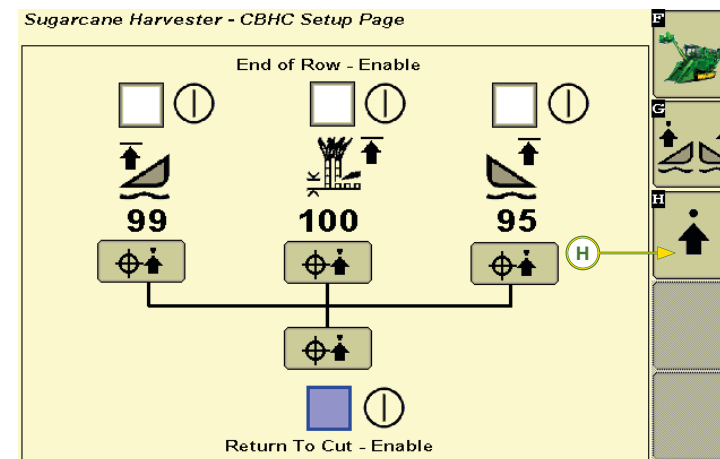 Sugarcane Harvester - CBHC Setup Page
F
End of Row - Enable
G
99 100 95
H
H
Return To Cut - Enable